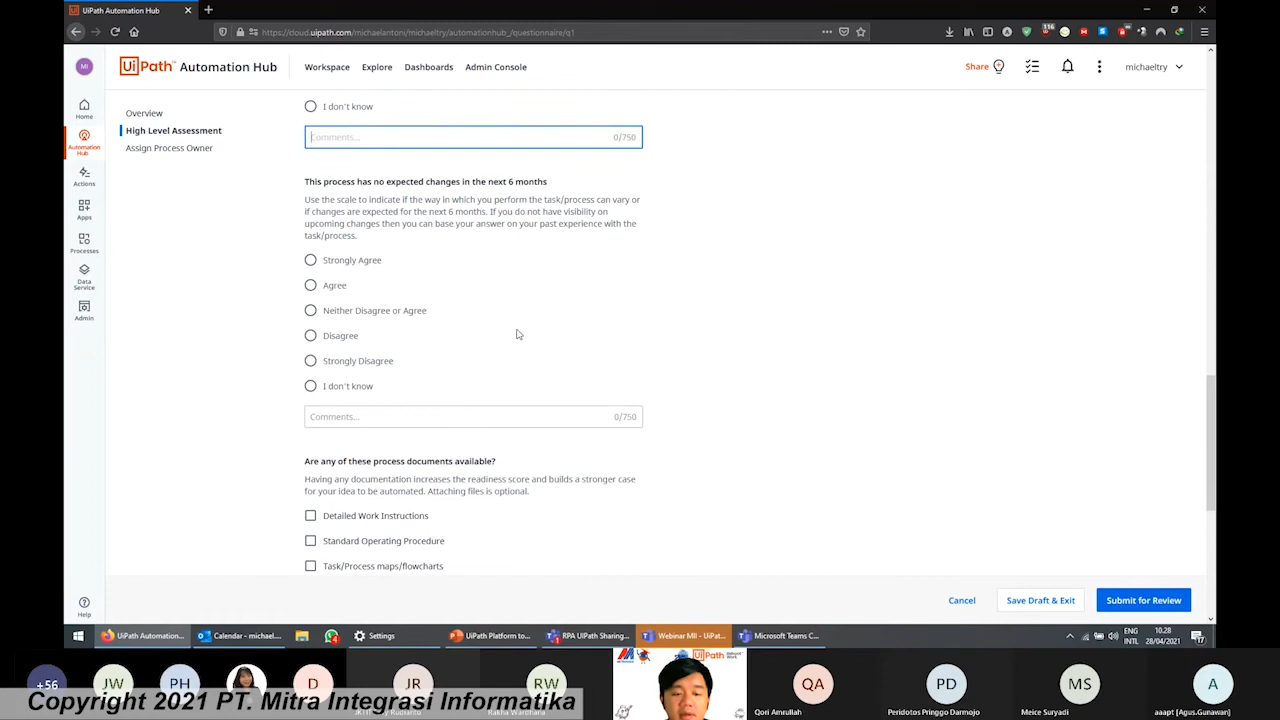 UiPath Automation Hub
https://cloud.uipath.com/michaelantoni/michaeltry/automationhub_/questionnaire/q1
116
MI
UiPath™ Automation Hub
Workspace
Explore
Dashboards
Admin Console
Share
michaeltry
Home
Automation Hub
Actions
Apps
Processes
Data Service
Admin
Help
Overview
High Level Assessment
Assign Process Owner
I don't know
Comments... 0/750
This process has no expected changes in the next 6 months
Use the scale to indicate if the way in which you perform the task/process can vary or
if changes are expected for the next 6 months. If you do not have visibility on
upcoming changes then you can base your answer on your past experience with the
task/process.
Strongly Agree
Agree
Neither Disagree or Agree
Disagree
Strongly Disagree
I don't know
Comments... 0/750
Are any of these process documents available?
Having any documentation increases the readiness score and builds a stronger case
for your idea to be automated. Attaching files is optional.
Detailed Work Instructions
Standard Operating Procedure
Task/Process maps/flowcharts
Cancel
Save Draft & Exit
Submit for Review
UiPath Automation...
Calendar - michael....
Settings
UiPath Platform to...
RPA UIPath Sharing...
Webinar MII - UiPat...
Microsoft Teams C...
ENG
INTL
10.28
28/04/2021
17
+56
JW
PH
D
JR
RW
QA
PD
MS
A
Qori Amrullah
Peridotos Pringgo Darmojo
Meice Suryadi
aaapt [Agus.Gunawan]
Copyright 2021 PT. Mitra Integrasi Informatika
UiPath